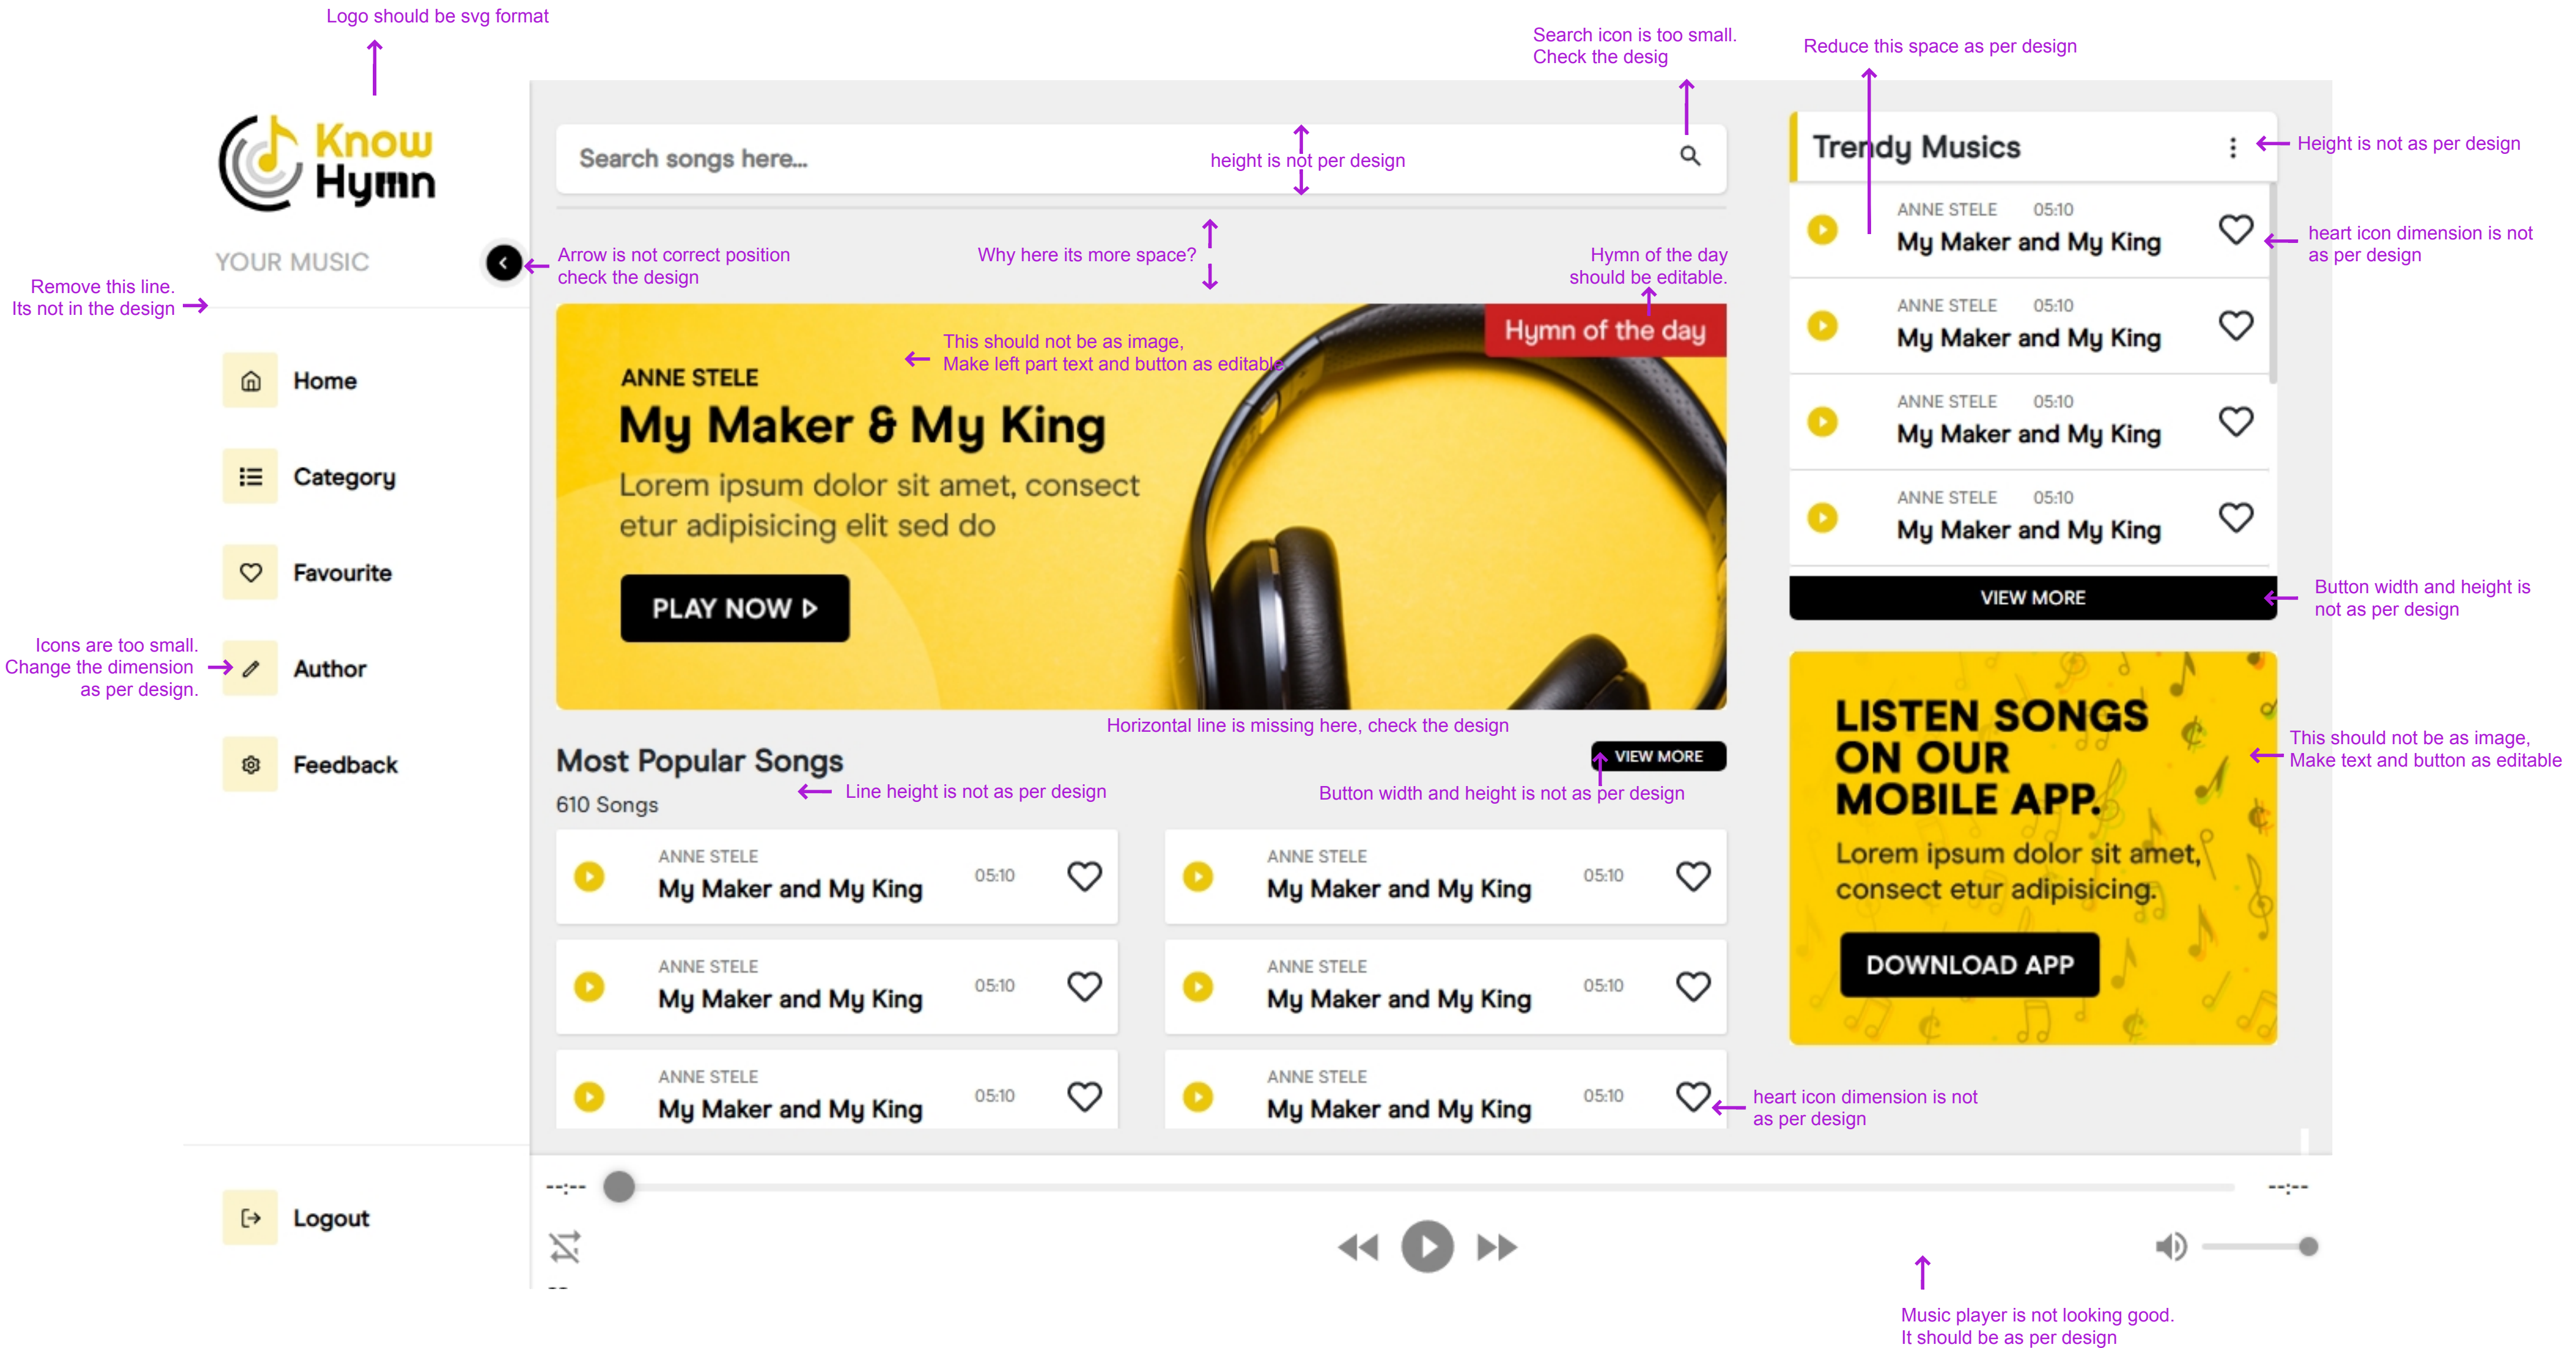 Logo should be svg format
Search icon is too small.
Check the desig
Reduce this space as per design
Know
Hymn
Search songs here...
height is not per design
Trendy Musics
Height is not as per design
YOUR MUSIC
Arrow is not correct position
check the design
Why here its more space?
Hymn of the day
should be editable.
Remove this line.
Its not in the design
Home
Category
Favourite
Icons are too small.
Change the dimension
as per design.
Author
Feedback
Logout
Hymn of the day
This should not be as image,
Make left part text and button as editable
ANNE STELE
My Maker & My King
Lorem ipsum dolor sit amet, consect
etur adipisicing elit sed do
PLAY NOW
Horizontal line is missing here, check the design
Most Popular Songs
VIEW MORE
Line height is not as per design
Button width and height is not as per design
610 Songs
ANNE STELE
My Maker and My King
05:10
ANNE STELE
My Maker and My King
05:10
ANNE STELE
My Maker and My King
05:10
ANNE STELE
My Maker and My King
05:10
ANNE STELE
My Maker and My King
05:10
ANNE STELE
My Maker and My King
05:10
heart icon dimension is not
as per design
ANNE STELE 05:10
My Maker and My King
heart icon dimension is not
as per design
ANNE STELE 05:10
My Maker and My King
ANNE STELE 05:10
My Maker and My King
ANNE STELE 05:10
My Maker and My King
VIEW MORE
Button width and height is
not as per design
LISTEN SONGS
ON OUR
MOBILE APP.
Lorem ipsum dolor sit amet,
consect etur adipisicing.
DOWNLOAD APP
This should not be as image,
Make text and button as editable
--:--
--:--
Music player is not looking good.
It should be as per design